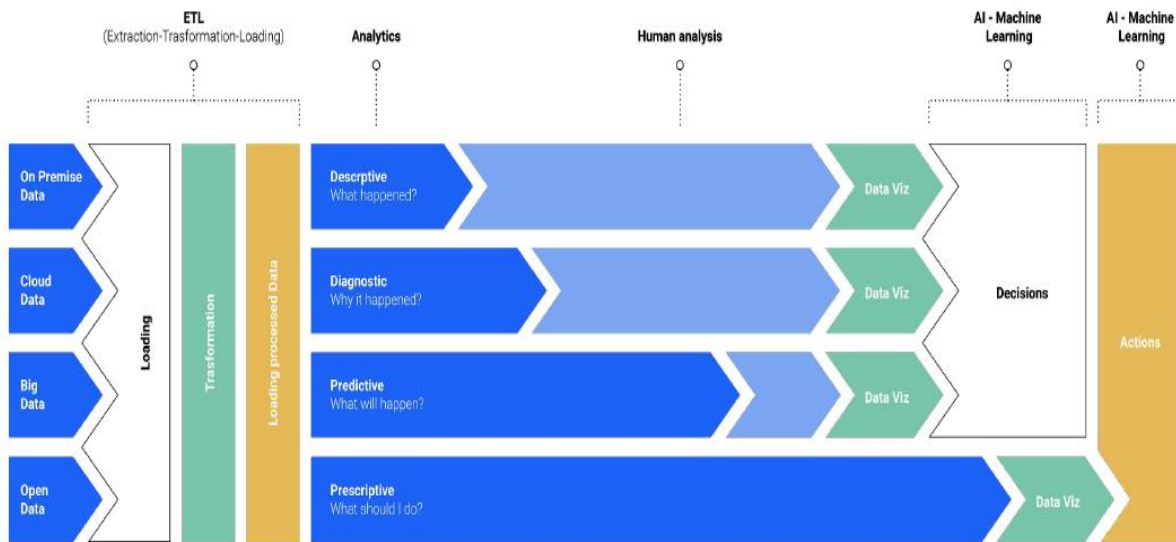 ETL
(Extraction-Trasformation-Loading)
Analytics
Human analysis
AI - Machine
Learning
AI - Machine
Learning
On Premise
Data
Cloud
Data
Big
Data
Open
Data
Loading
Trasformation
Loading processed Data
Descrptive
What happened?
Data Viz
Diagnostic
Why it happened?
Data Viz
Predictive
What will happen?
Data Viz
Prescriptive
What should I do?
Data Viz
Decisions
Actions